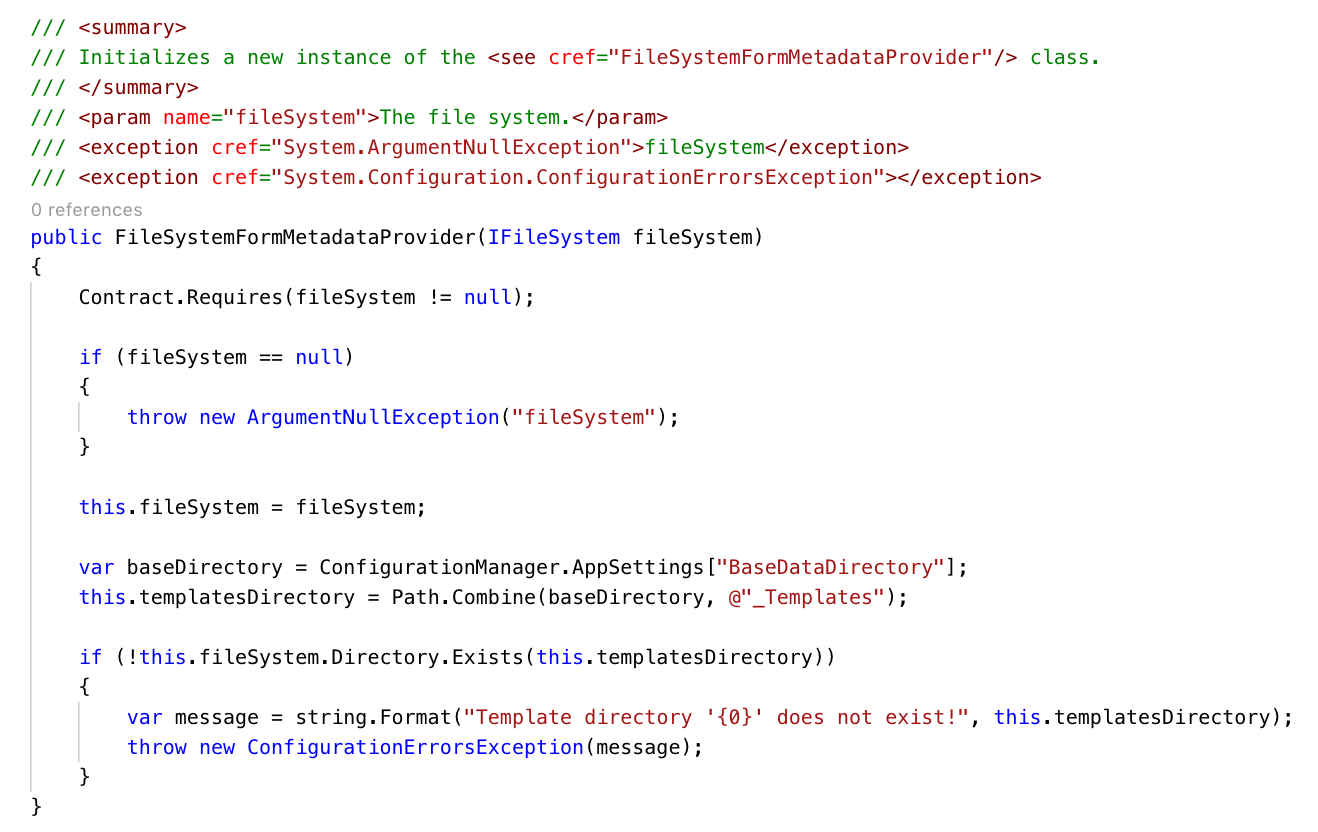 /// <summary>
/// Initializes a new instance of the <see cref="FileSystemFormMetadataProvider"/> class.
/// </summary>
/// <param name="fileSystem">The file system.</param>
/// <exception cref="System.ArgumentNullException">fileSystem</exception>
/// <exception cref="System.Configuration.ConfigurationErrorsException"></exception>
0 references
public FileSystemFormMetadataProvider(IFileSystem fileSystem)
{
    Contract.Requires(fileSystem != null);

    if (fileSystem == null)
    {
        throw new ArgumentNullException("fileSystem");
    }

    this.fileSystem = fileSystem;

    var baseDirectory = ConfigurationManager.AppSettings["BaseDataDirectory"];
    this.templatesDirectory = Path.Combine(baseDirectory, @"_Templates");

    if (!this.fileSystem.Directory.Exists(this.templatesDirectory))
    {
        var message = string.Format("Template directory '{0}' does not exist!", this.templatesDirectory);
        throw new ConfigurationErrorsException(message);
    }
}